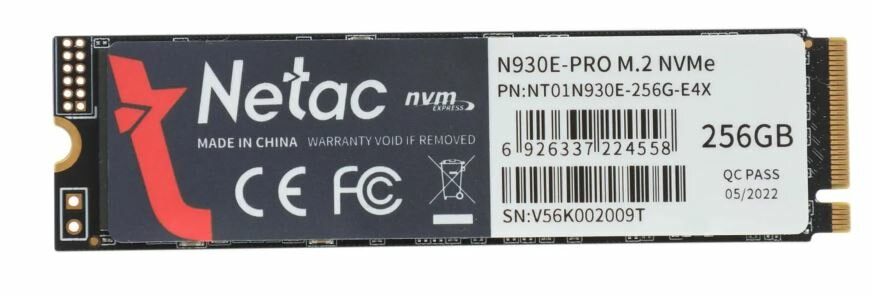 Netac
nvm
EXPRESS
MADE IN CHINA WARRANTY VOID IF REMOVED
CE FC
N930E-PRO M.2 NVMe
PN:NT01N930E-256G-E4X
6 926337 224558
256GB
QC PASS
05/2022
SN:V56K002009T